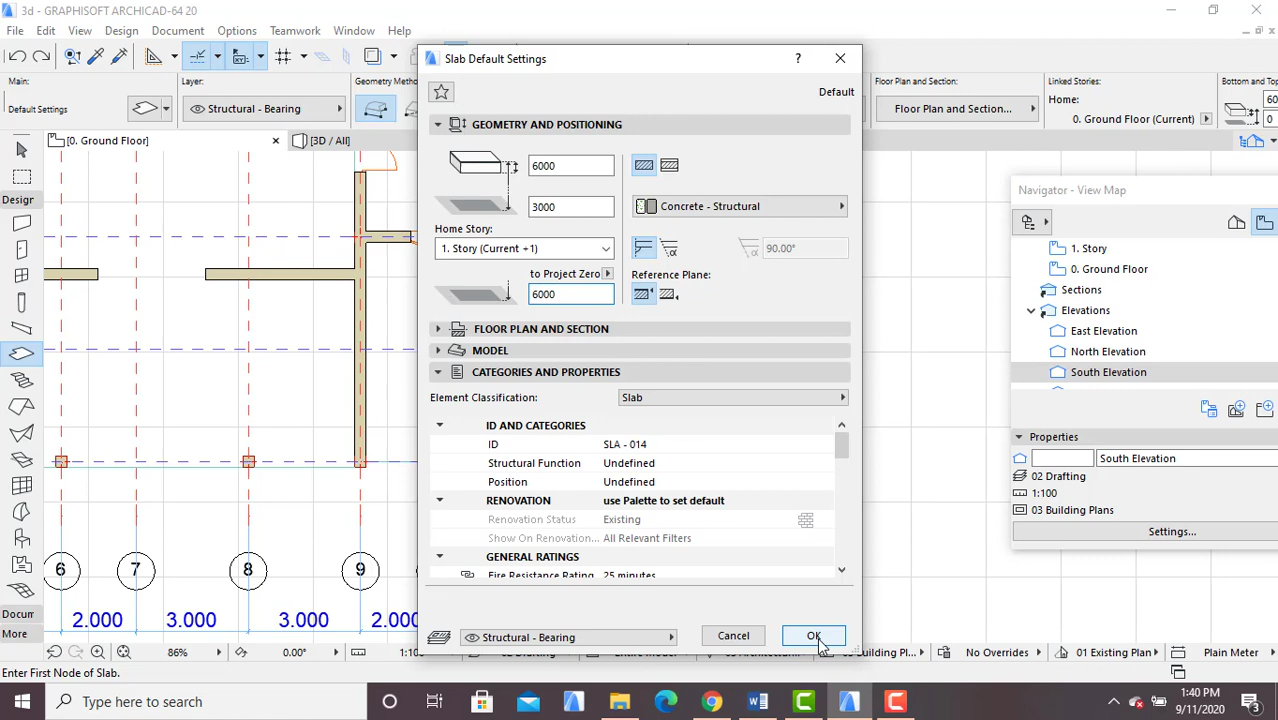 3d - GRAPHISOFT ARCHICAD-64 20
File Edit View Design Document Options Teamwork Window Help
Main:
Default Settings
Layer:
Structural - Bearing
Geometry Metho
Floor Plan and Section:
Floor Plan and Section...
Linked Stories:
Home:
0. Ground Floor (Current)
Bottom and Top
60
0
[0. Ground Floor]
[3D / All]
Design
Docum
More
Slab Default Settings
?
Default
GEOMETRY AND POSITIONING
6000
3000
Concrete - Structural
Home Story:
1. Story (Current +1)
90.00°
to Project Zero
Reference Plane:
6000
FLOOR PLAN AND SECTION
MODEL
CATEGORIES AND PROPERTIES
Element Classification:
Slab
ID AND CATEGORIES
ID SLA - 014
Structural Function Undefined
Position Undefined
RENOVATION use Palette to set default
Renovation Status Existing
Show On Renovation... All Relevant Filters
GENERAL RATINGS
Fire Resistance Rating 25 minutes
Structural - Bearing
Cancel
OK
Navigator - View Map
1. Story
0. Ground Floor
Sections
Elevations
East Elevation
North Elevation
South Elevation
Properties
South Elevation
02 Drafting
1:100
03 Building Plans
Settings...
6 7 8 9
2.000 3.000 3.000 2.000
86% 0.00° 1:100
No Overrides 01 Existing Plan Plain Meter
Enter First Node of Slab.
Type here to search
1:40 PM
9/11/2020
3